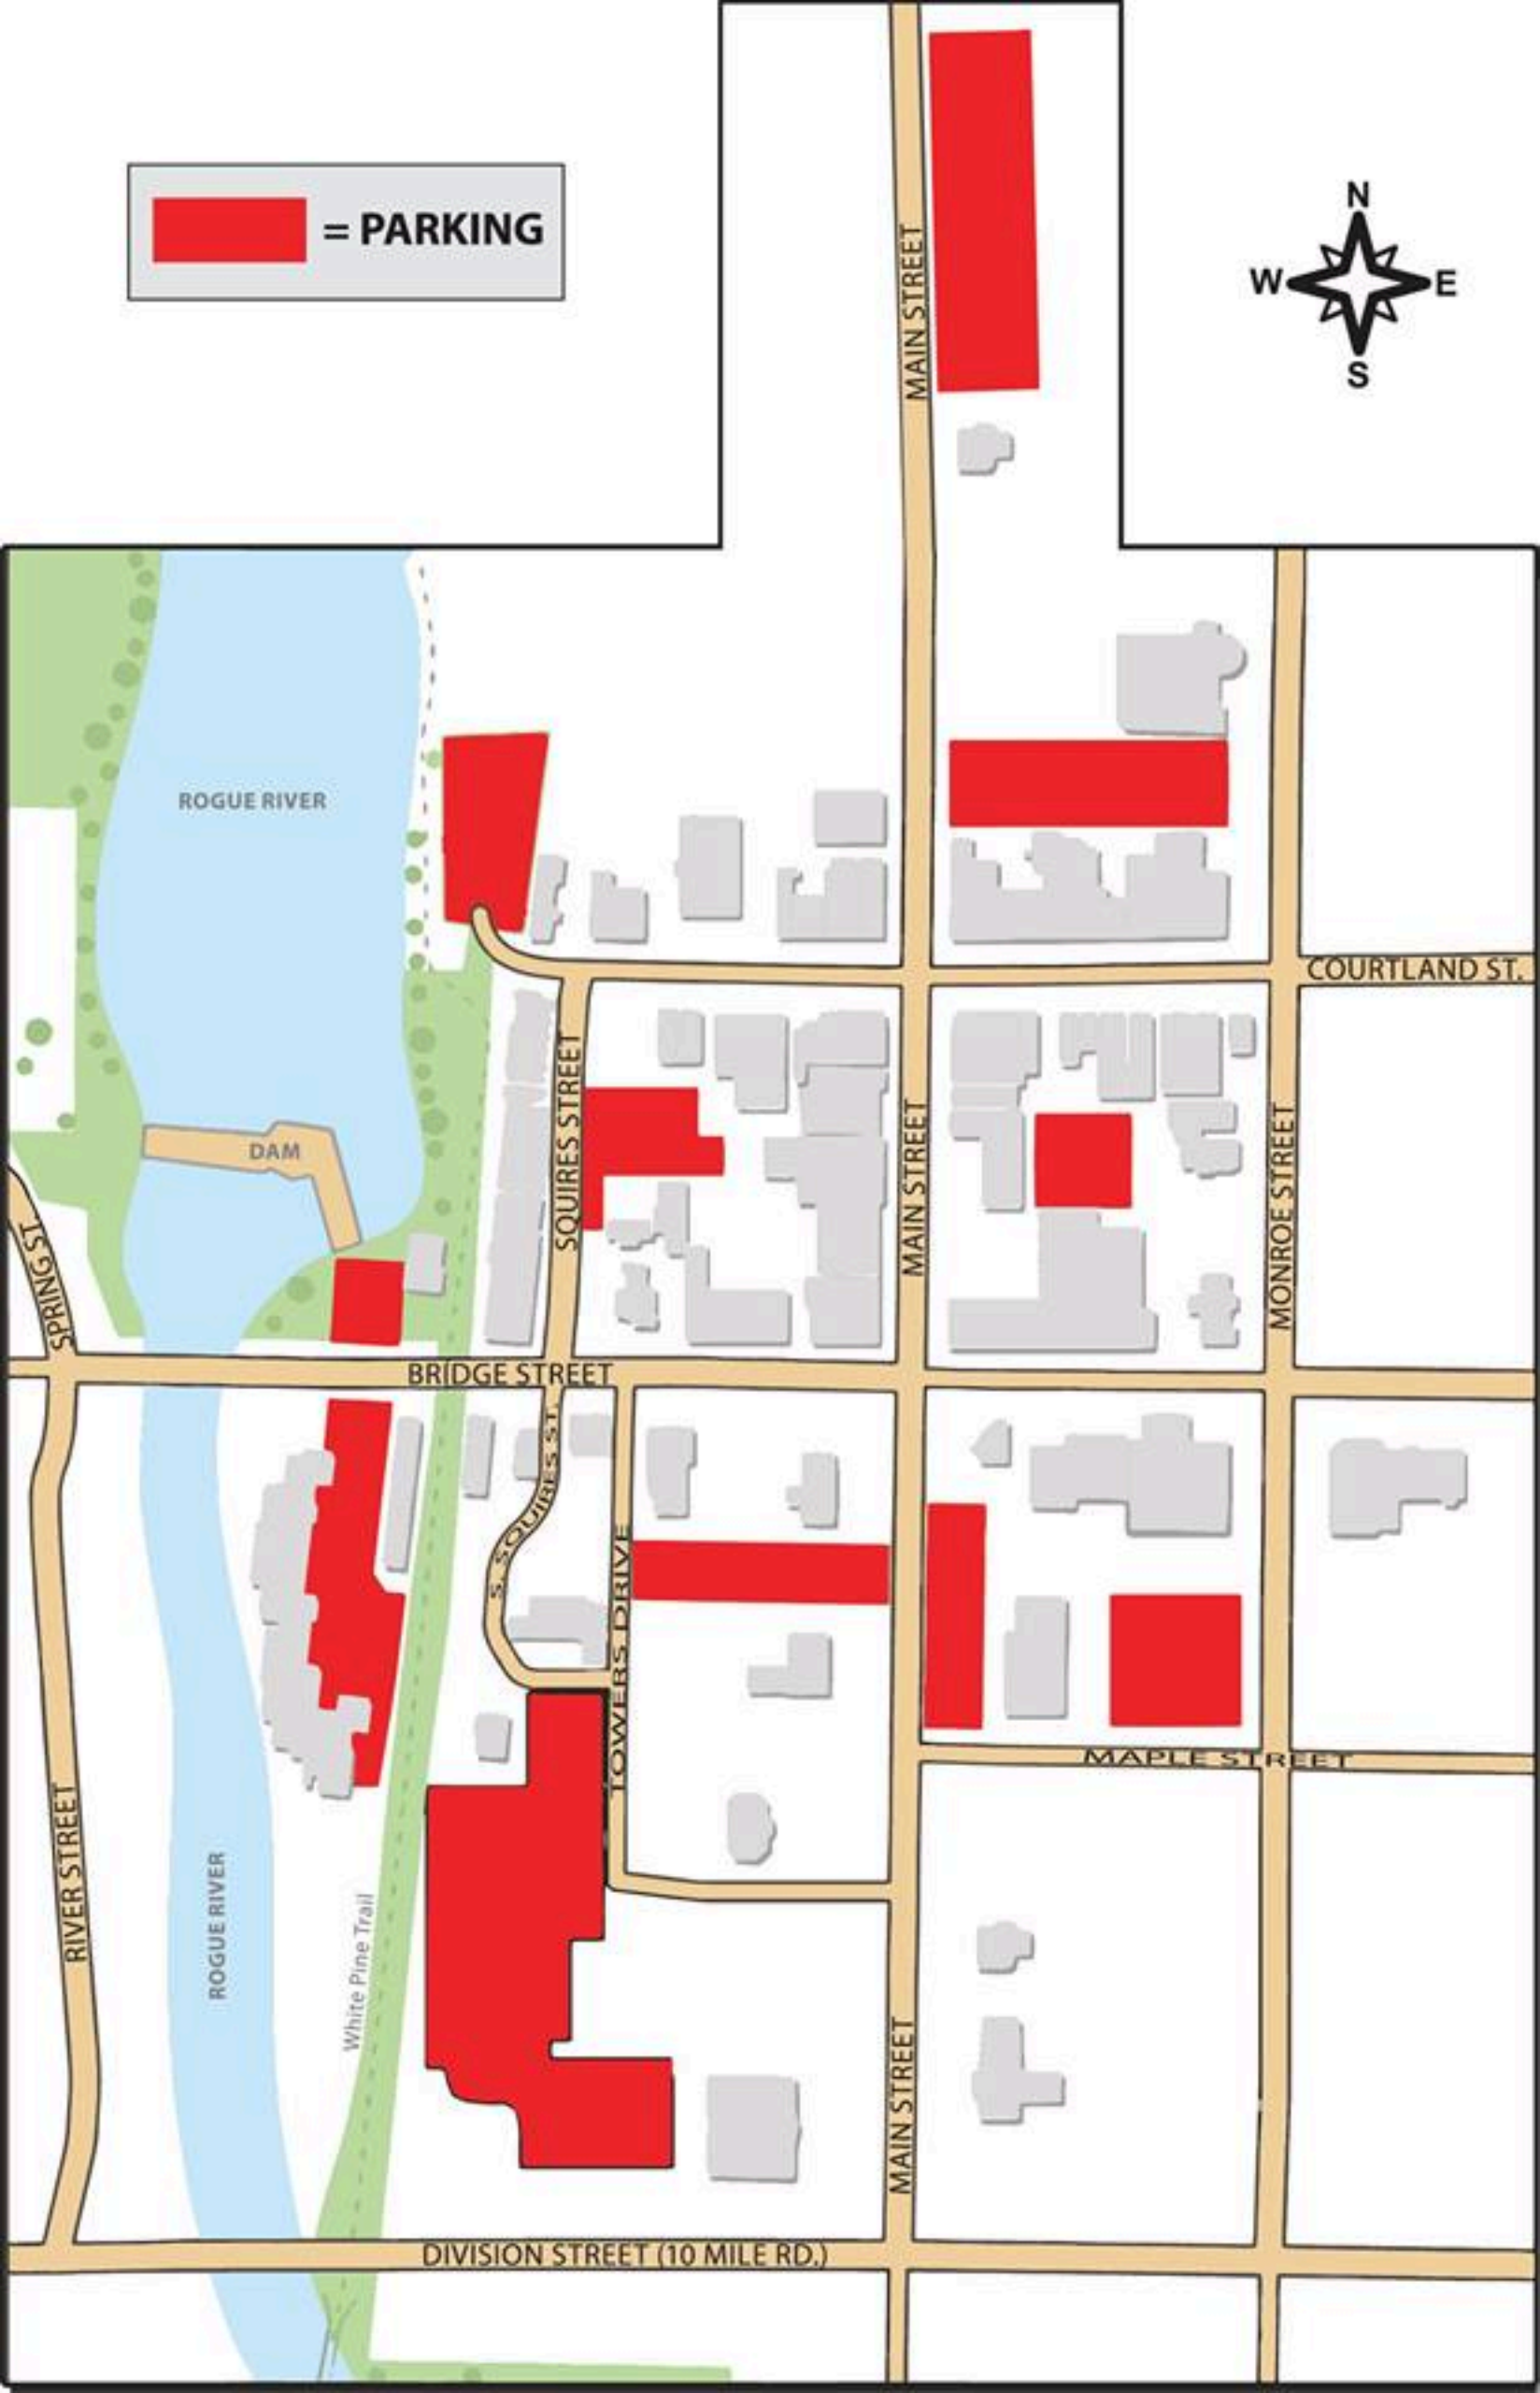 = PARKING
N
W E
S
MAIN STREET
ROGUE RIVER
COURTLAND ST.
DAM
SQUIRES STREET
MAIN STREET
MONROE STREET
SPRING ST.
BRIDGE STREET
S. SQUIRES ST.
TOWERS DRIVE
MAPLE STREET
RIVER STREET
ROGUE RIVER
White Pine Trail
MAIN STREET
DIVISION STREET (10 MILE RD.)